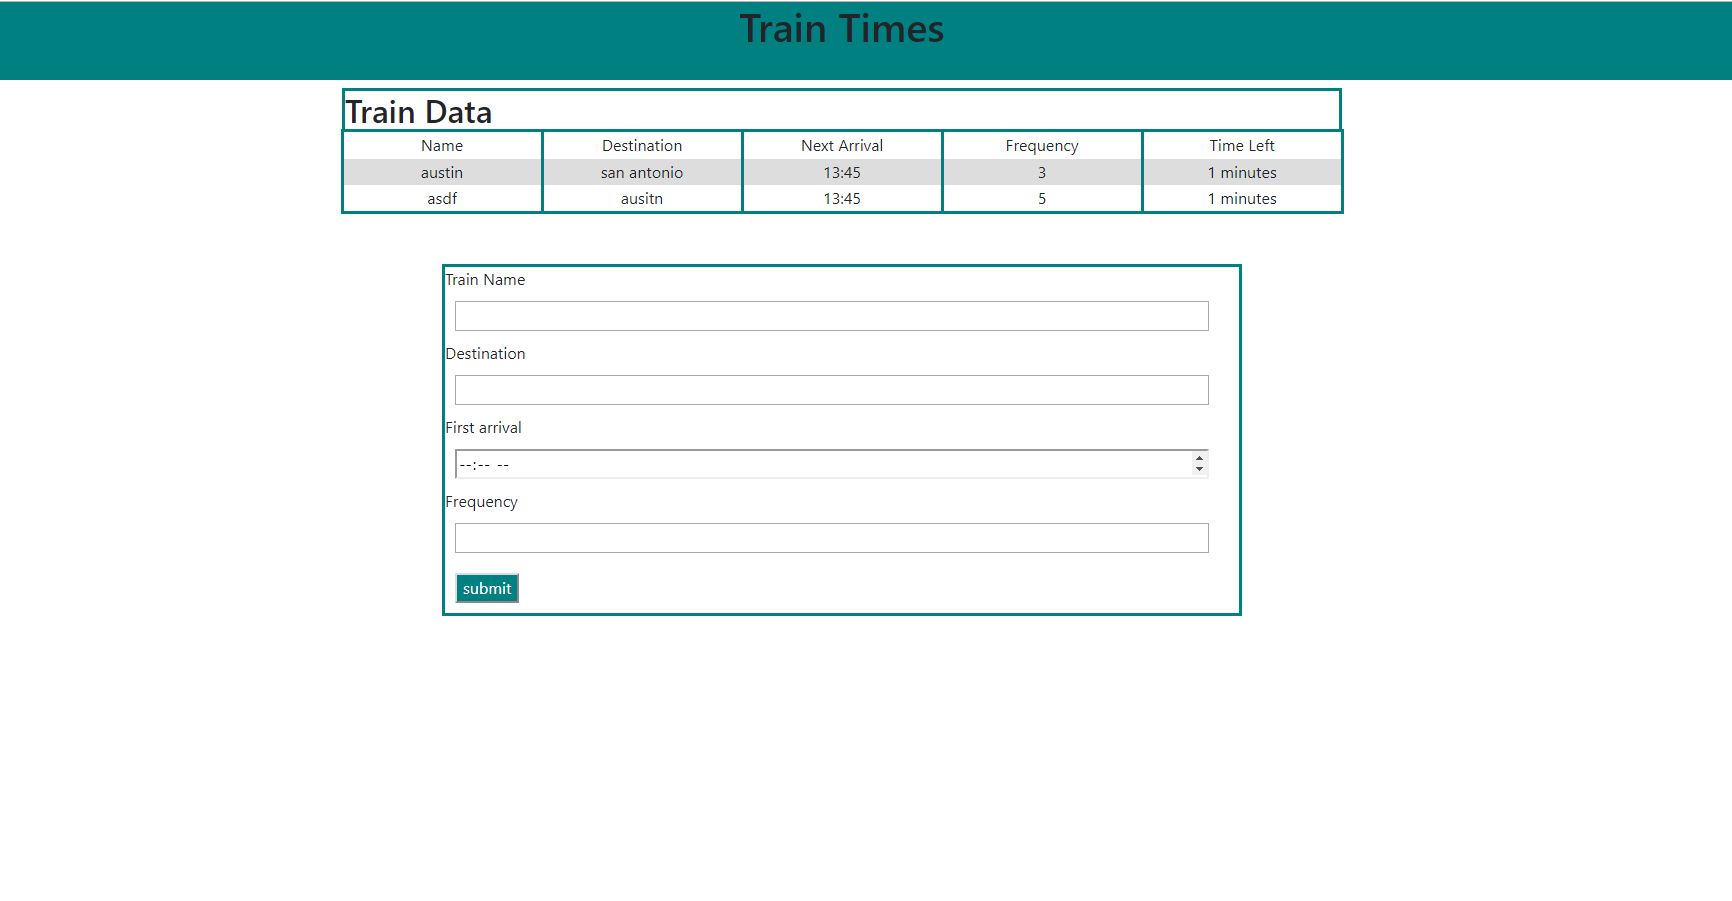 Train Times
Train Data
Name Destination Next Arrival Frequency Time Left
austin san antonio 13:45 3 1 minutes
asdf ausitn 13:45 5 1 minutes
Train Name
Destination
First arrival
--:-- --
Frequency
submit